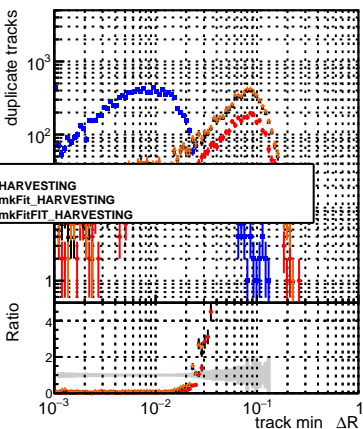 duplicate tracks
10³
10²
HARVESTING
mkFit_HARVESTING
mkFitFIT_HARVESTING
1
Ratio
4
2
0
10⁻³ 10⁻² 10⁻¹ 1
track min ΔR